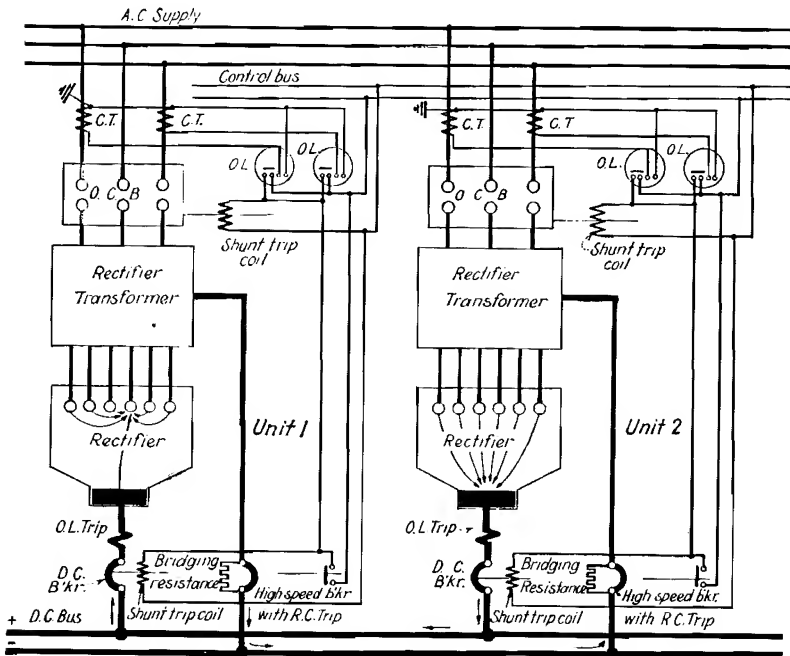 A.C Supply
Control bus
C.T.
C.T.
O.L.
O.L.
O. C B
Shunt trip
coil
Rectifier
Transformer
Rectifier
Unit 1
O.L. Trip
D.C.
B'kr.
Bridging
resistance
Shunt trip coil
High speed b'kr
with R.C. Trip
+ D.C. Bus
-
C.T.
C.T
O.L.
O.L.
O C B
Shunt trip
coil
Rectifier
Transformer
Rectifier
Unit 2
O.L Trip
D. C.
B'kr.
Bridging
Resistance
Shunt trip coil
High speed b'kr.
with R.C. Trip